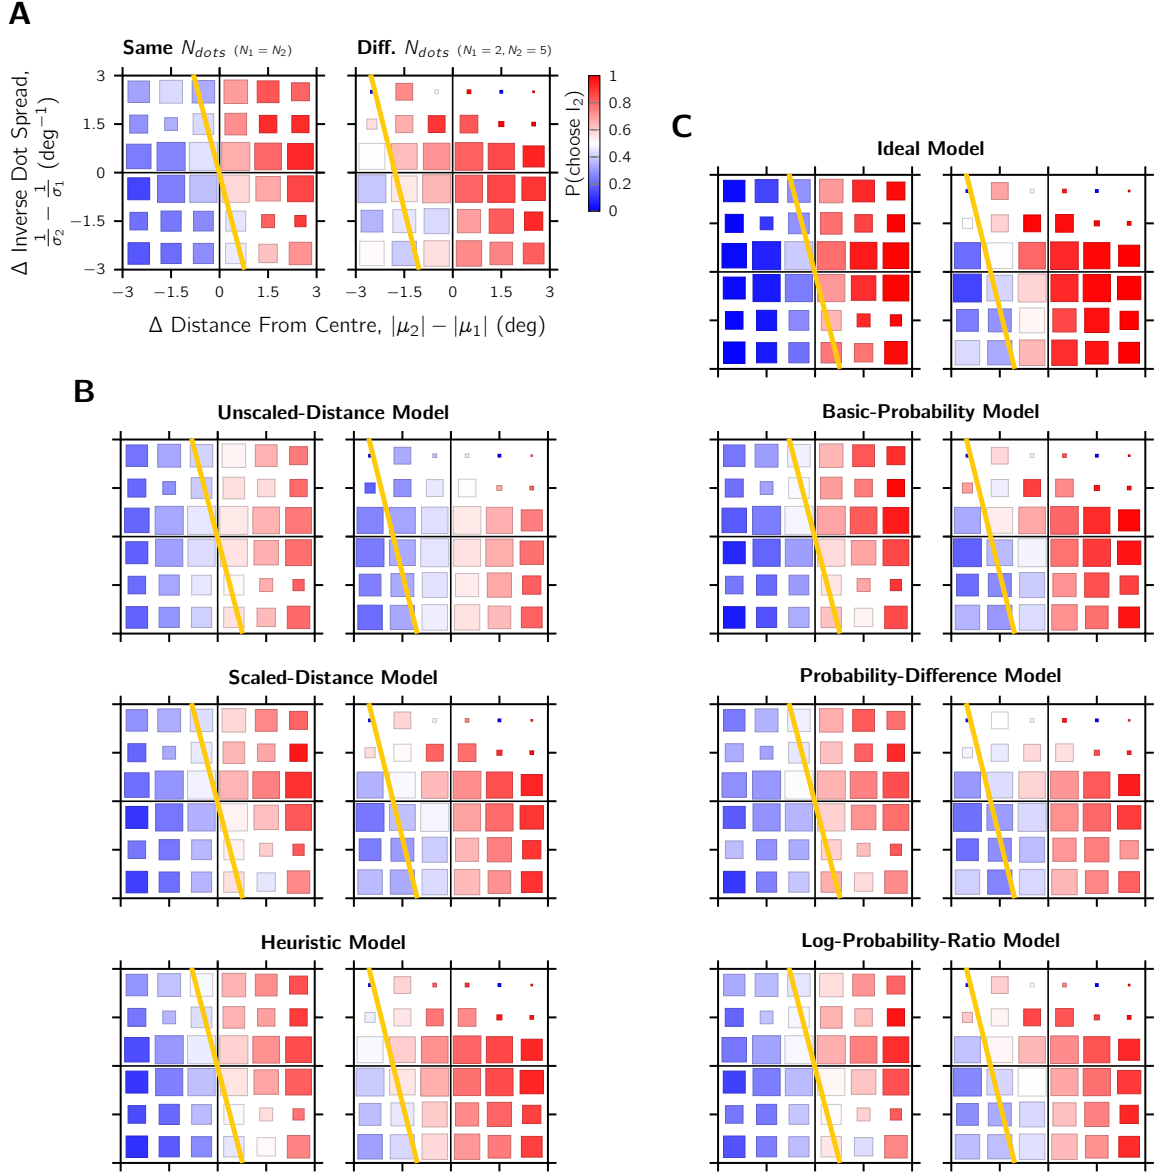 A
Same N_dots (N₁ = N₂)
Diff. N_dots (N₁ = 2, N₂ = 5)
Δ Inverse Dot Spread,
1/σ₂ − 1/σ₁ (deg⁻¹)
3
1.5
0
−1.5
−3
−3 −1.5 0 1.5 3
−3 −1.5 0 1.5 3
Δ Distance From Centre, |μ₂| − |μ₁| (deg)
1
0.8
0.6
0.4
0.2
0
P(choose I₂)
B
Unscaled-Distance Model
Scaled-Distance Model
Heuristic Model
C
Ideal Model
Basic-Probability Model
Probability-Difference Model
Log-Probability-Ratio Model